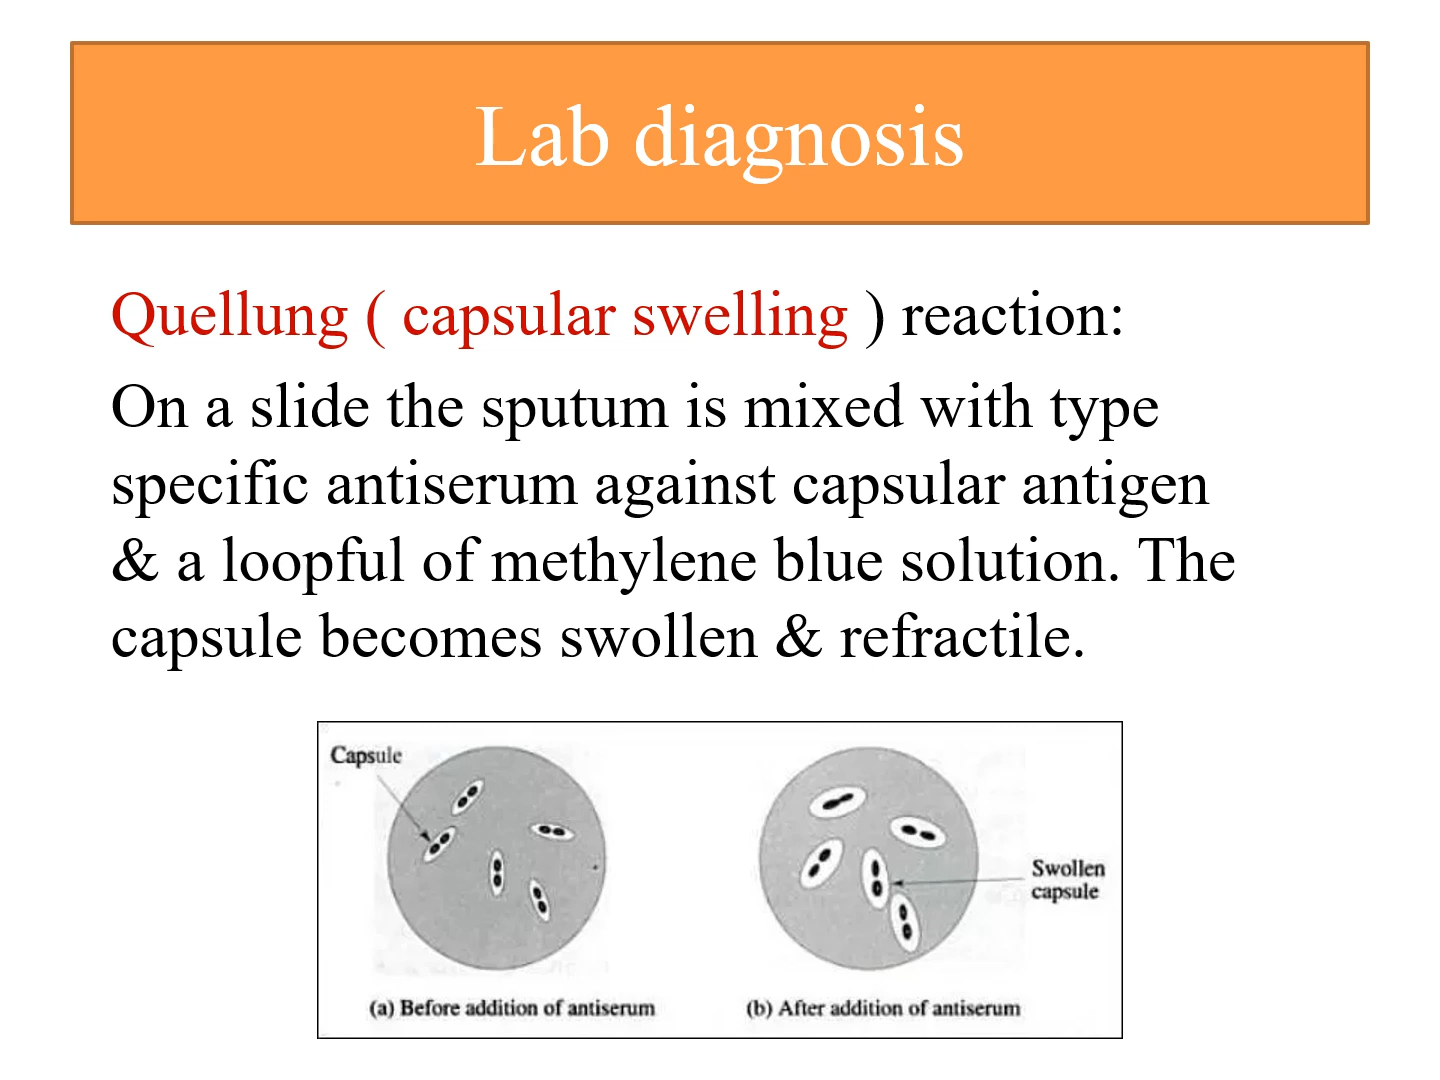 Lab diagnosis
Quellung ( capsular swelling ) reaction:
On a slide the sputum is mixed with type
specific antiserum against capsular antigen
& a loopful of methylene blue solution. The
capsule becomes swollen & refractile.
Capsule
Swollen
capsule
(a) Before addition of antiserum
(b) After addition of antiserum